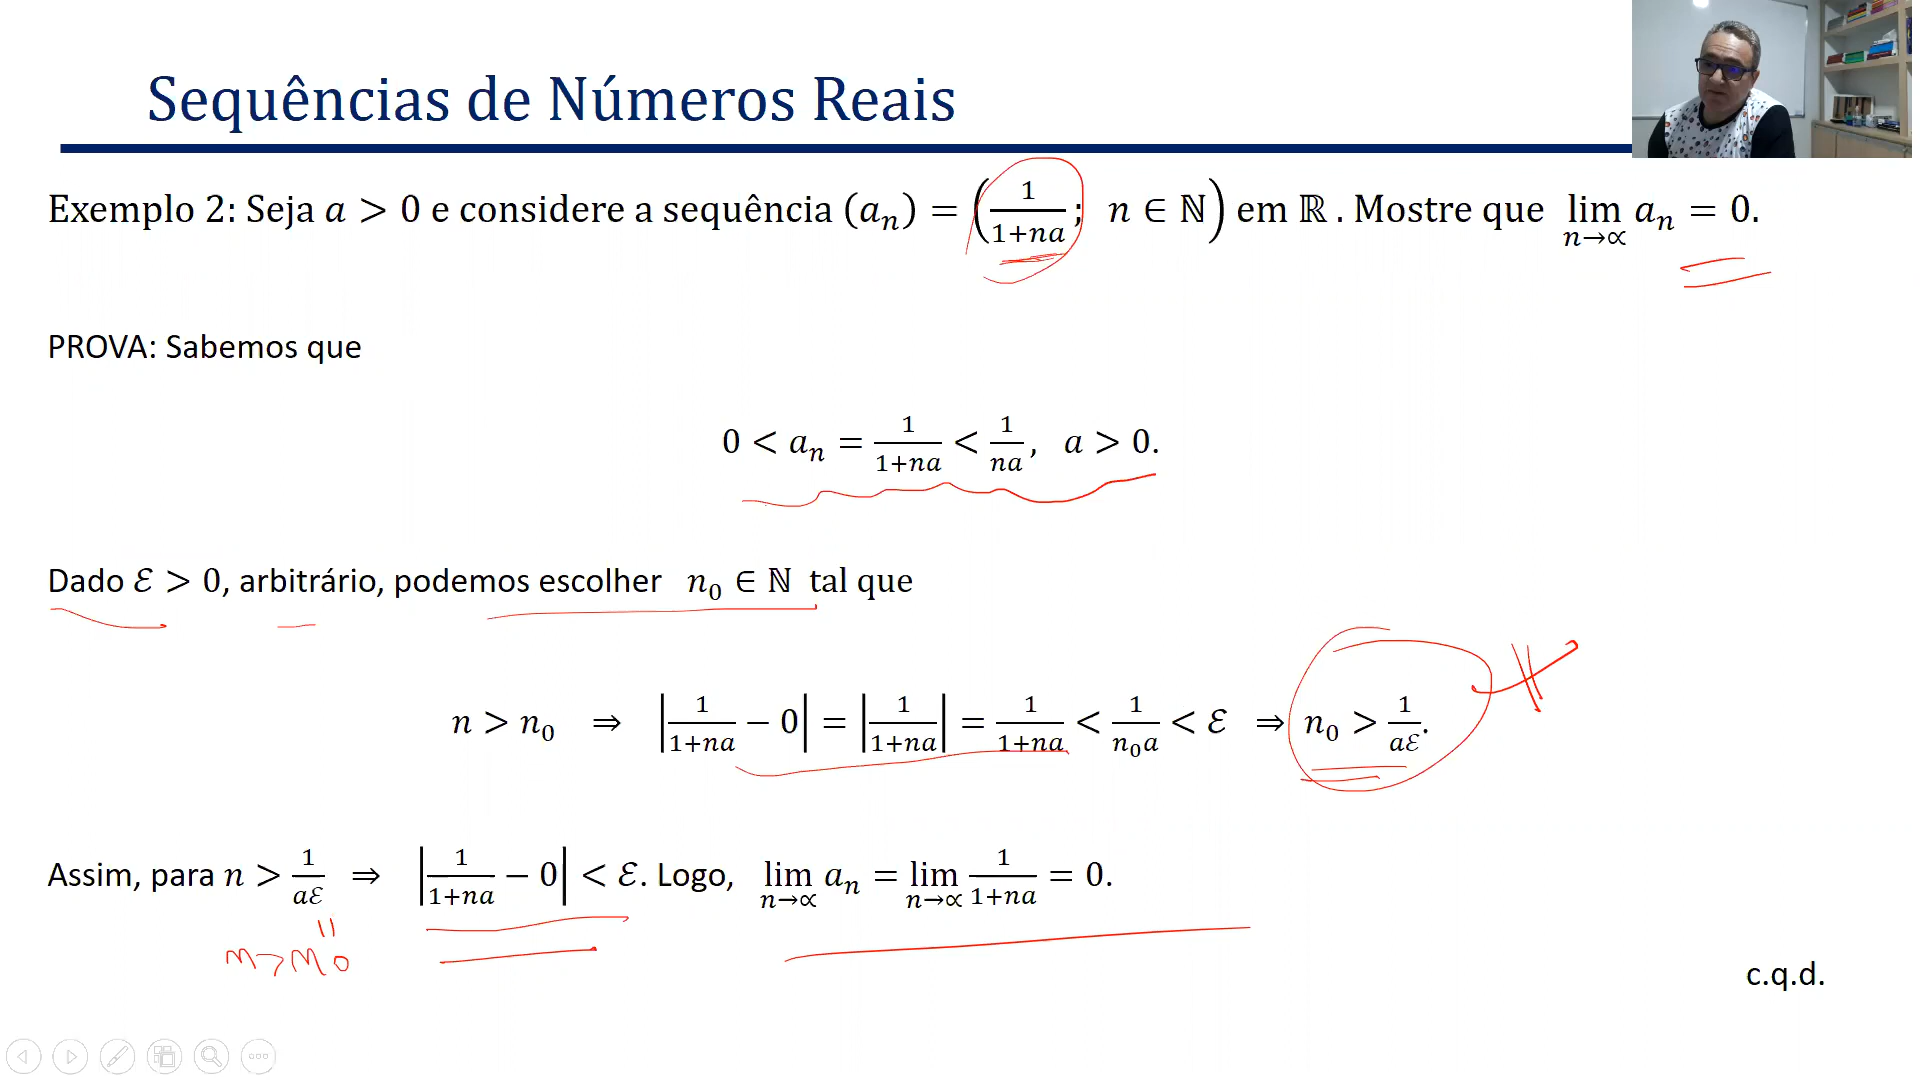 Sequências de Números Reais
Exemplo 2: Seja a > 0 e considere a sequência (aₙ) = (1/(1+na); n ∈ ℕ) em ℝ . Mostre que lim_{n→∝} aₙ = 0.
PROVA: Sabemos que
0 < aₙ = 1/(1+na) < 1/(na), a > 0.
Dado ℰ > 0, arbitrário, podemos escolher n₀ ∈ ℕ tal que
n > n₀ ⇒ |1/(1+na) − 0| = |1/(1+na)| = 1/(1+na) < 1/(n₀a) < ℰ ⇒ n₀ > 1/(aℰ).
Assim, para n > 1/(aℰ) ⇒ |1/(1+na) − 0| < ℰ. Logo, lim_{n→∝} aₙ = lim_{n→∝} 1/(1+na) = 0.
n > n₀
c.q.d.